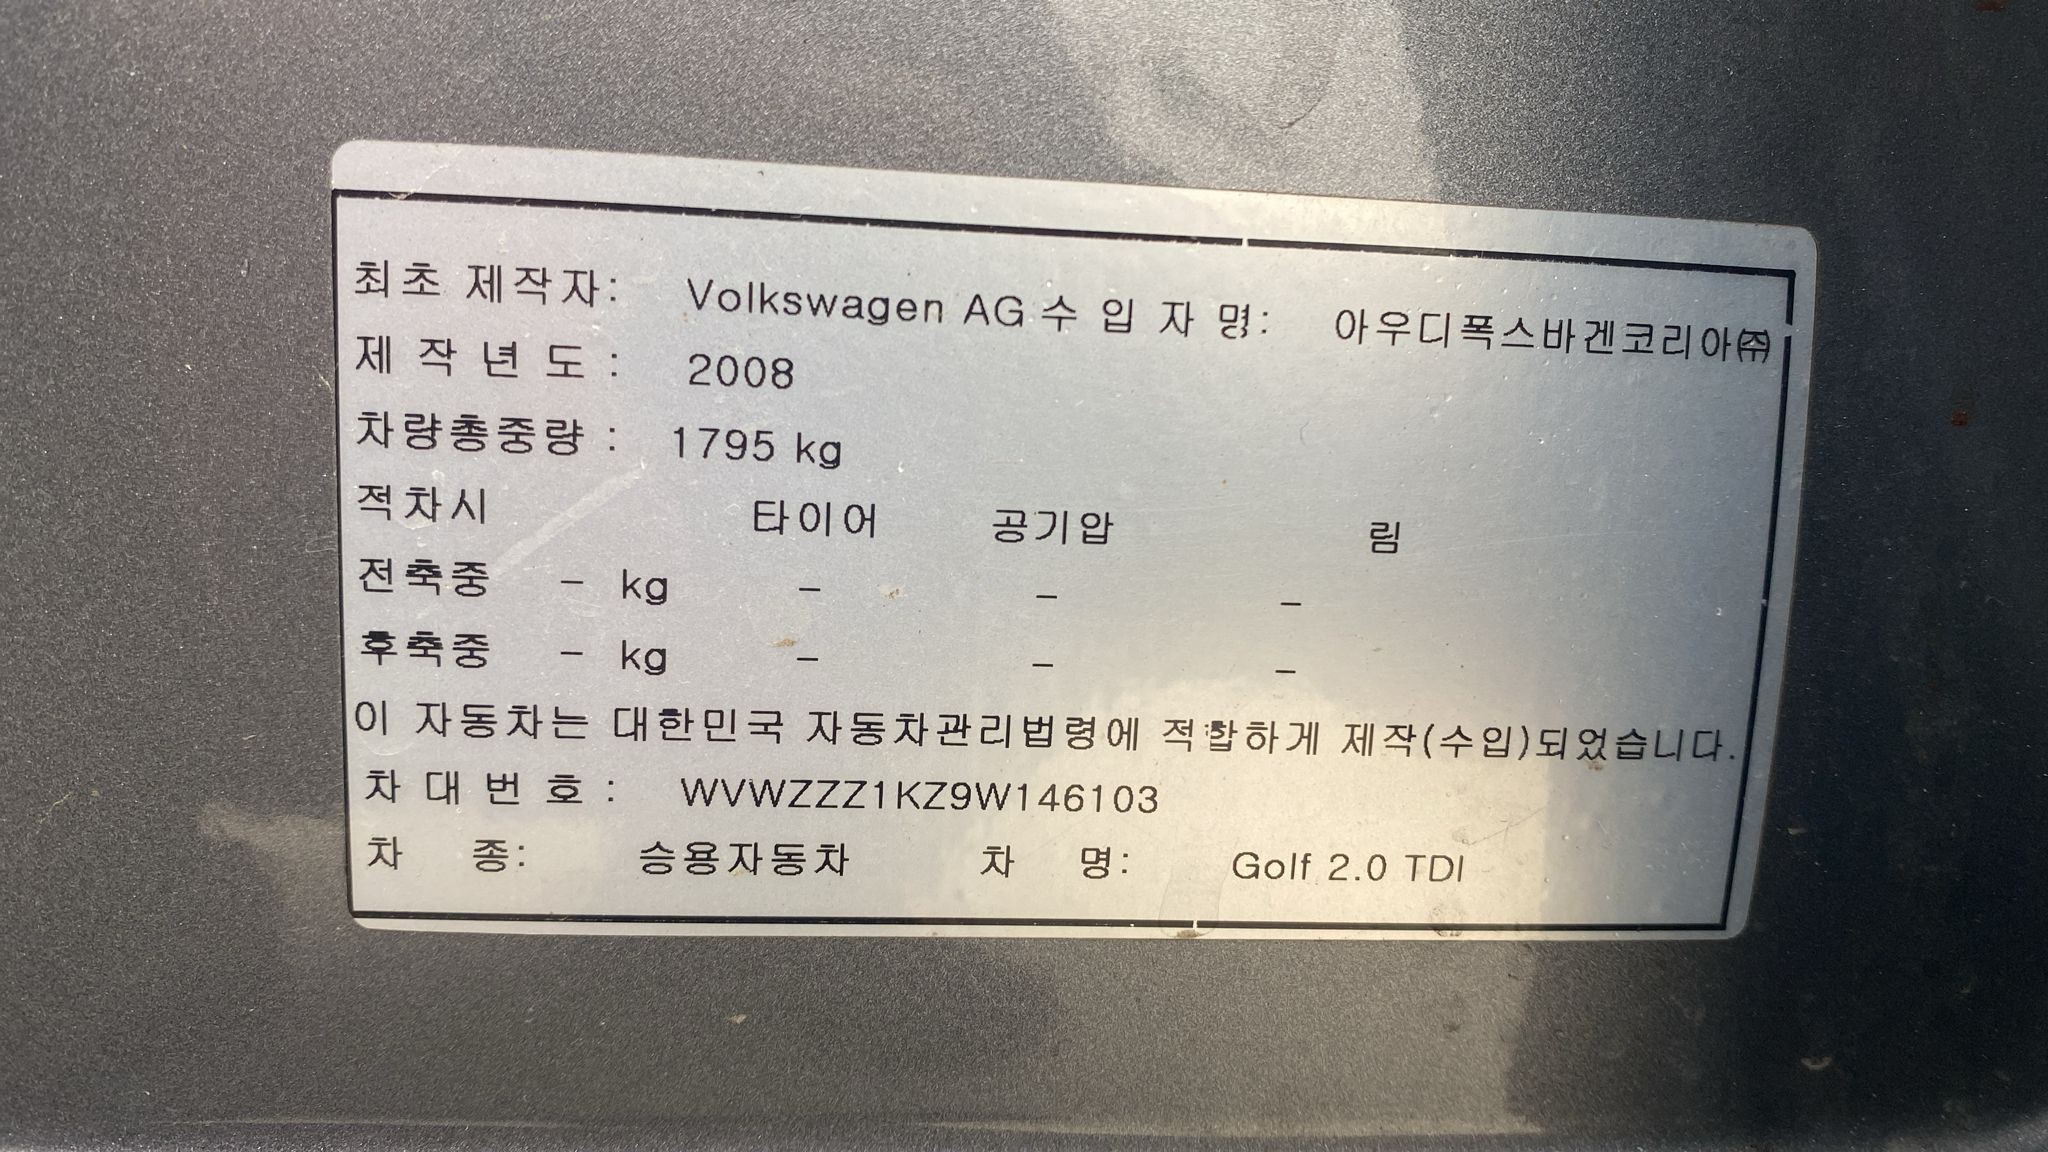 최초 제작자: Volkswagen AG 수 입 자 명: 아우디폭스바겐코리아㈜
제 작 년 도 : 2008
차량총중량 : 1795 kg
적차시 타이어 공기압 림
전축중 - kg - - -
후축중 - kg - - -
이 자동차는 대한민국 자동차관리법령에 적합하게 제작(수입)되었습니다.
차 대 번 호 : WVWZZZ1KZ9W146103
차 종: 승용자동차 차 명: Golf 2.0 TDI